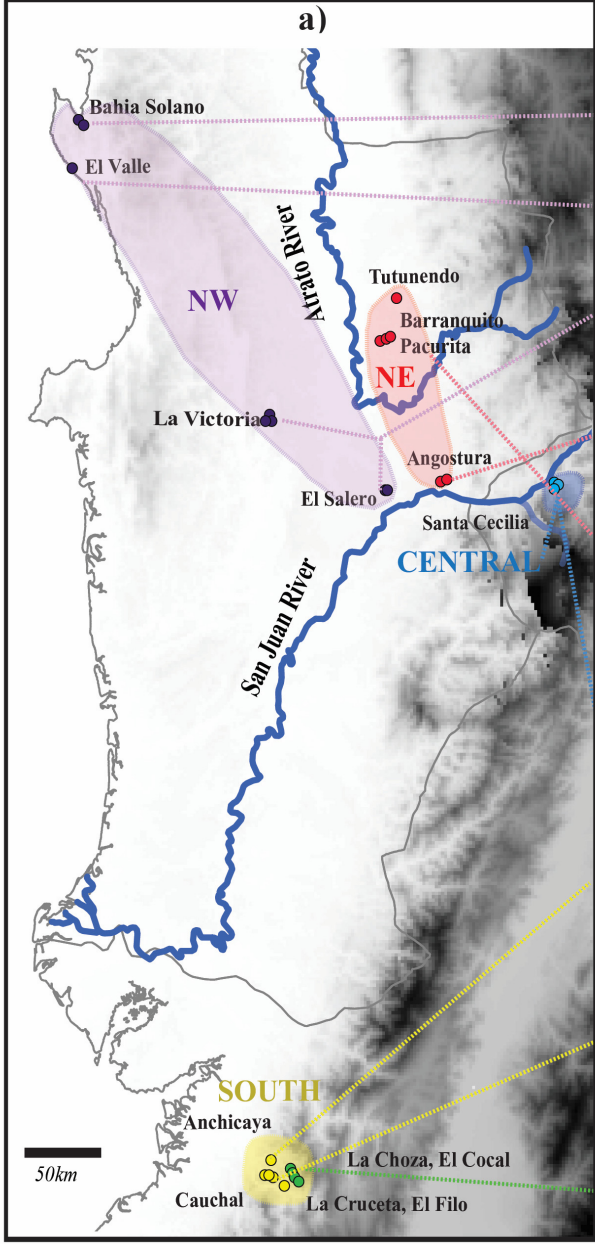 a)
Bahia Solano
El Valle
Atrato River
NW
Tutunendo
Barranquito
Pacurita
NE
La Victoria
Angostura
El Salero
Santa Cecilia
CENTRAL
San Juan River
SOUTH
Anchicaya
50km
La Choza, El Cocal
Cauchal
La Cruceta, El Filo